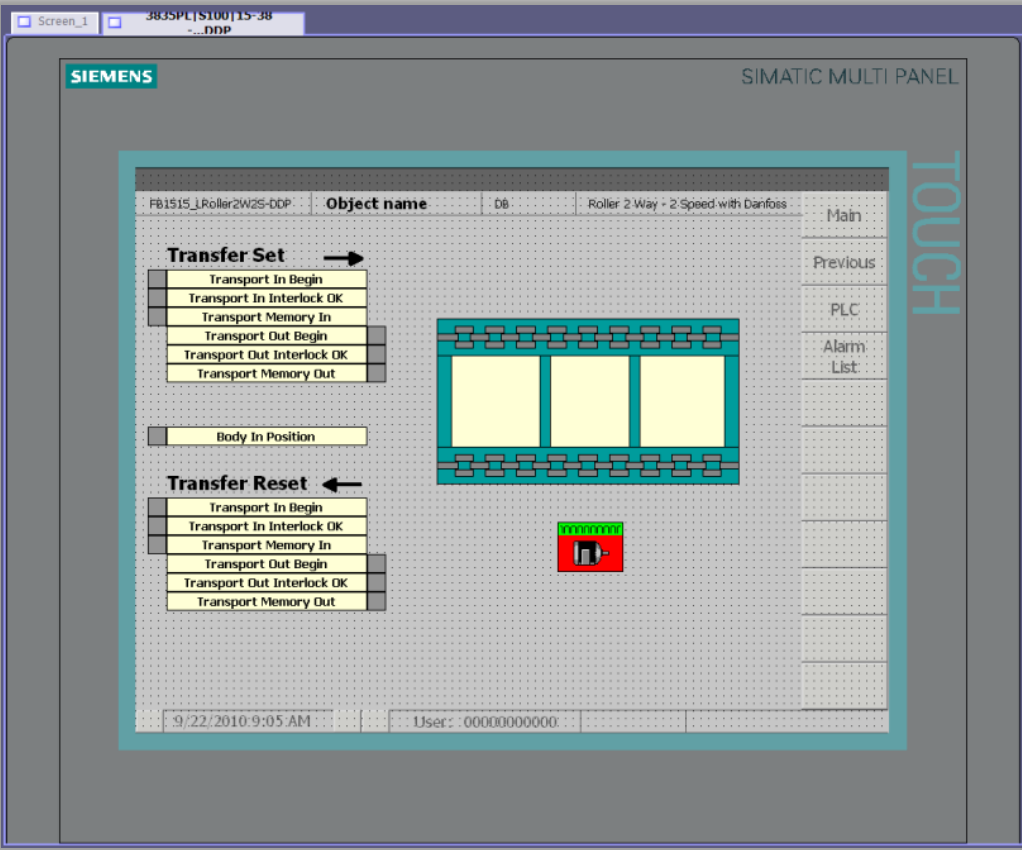 Screen_1
3835PL|S100|15-38
-...DDP
SIEMENS
SIMATIC MULTI PANEL
TOUCH
FB1515_LRoller2W2S-DDP
Object name
DB
Roller 2 Way - 2 Speed with Danfoss
Main
Previous
PLC
Alarm
List
Transfer Set
Transport In Begin
Transport In Interlock OK
Transport Memory In
Transport Out Begin
Transport Out Interlock OK
Transport Memory Out
Body In Position
Transfer Reset
Transport In Begin
Transport In Interlock OK
Transport Memory In
Transport Out Begin
Transport Out Interlock OK
Transport Memory Out
9/22/2010 9:05 AM
User: 00000000000